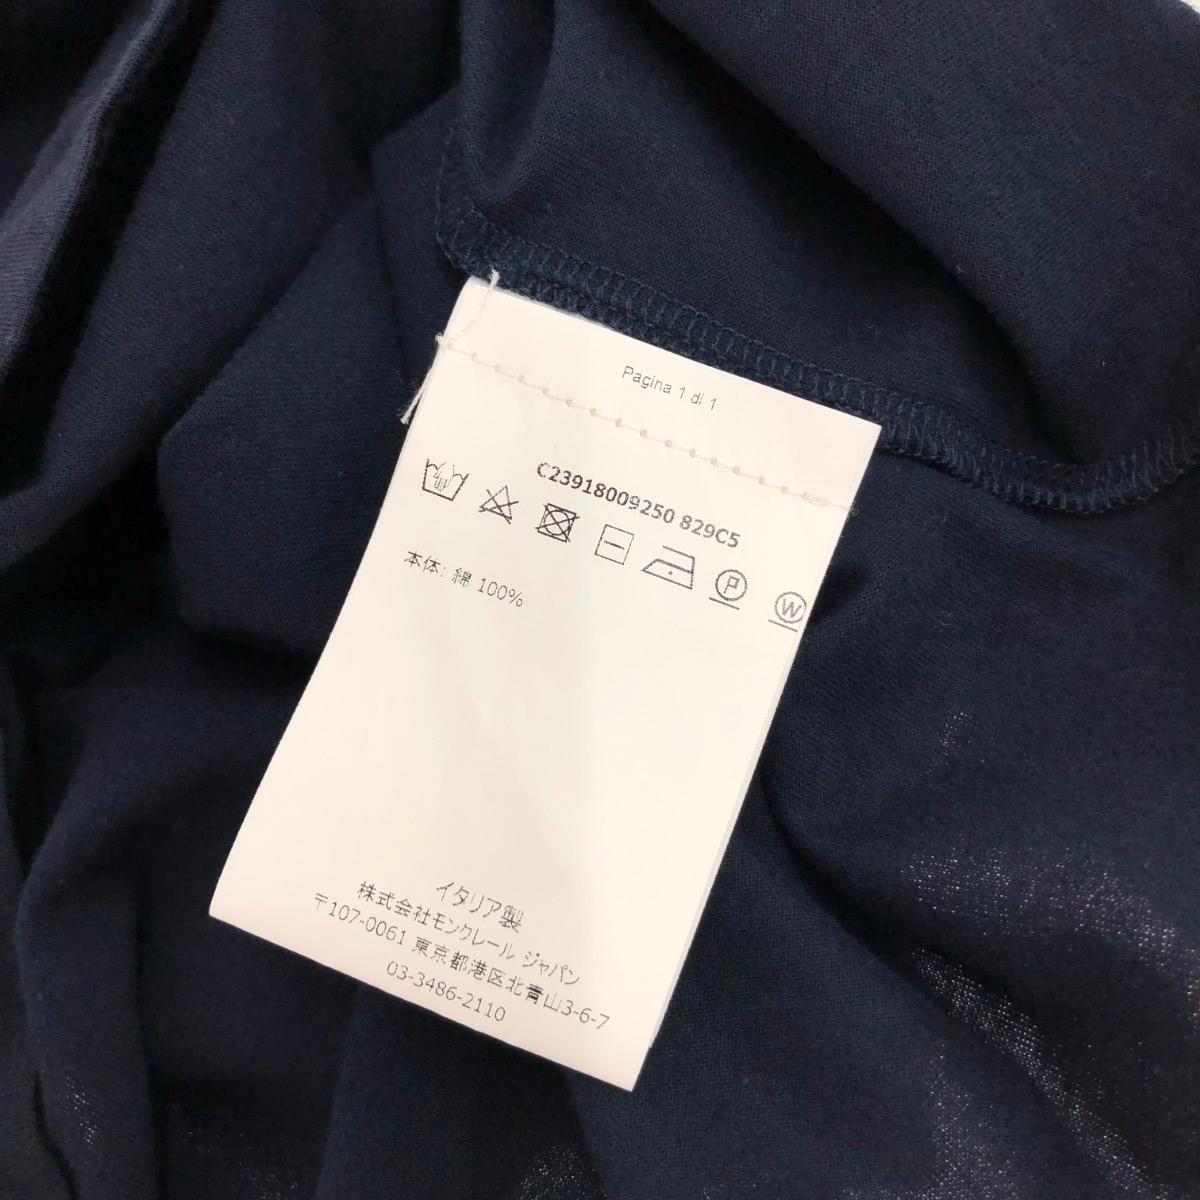 Pagina 1 di 1
C23918009250 829C5
P
W
本体: 綿 100%
イタリア製
株式会社モンクレール ジャパン
〒107-0061 東京都港区北青山3-6-7
03-3486-2110